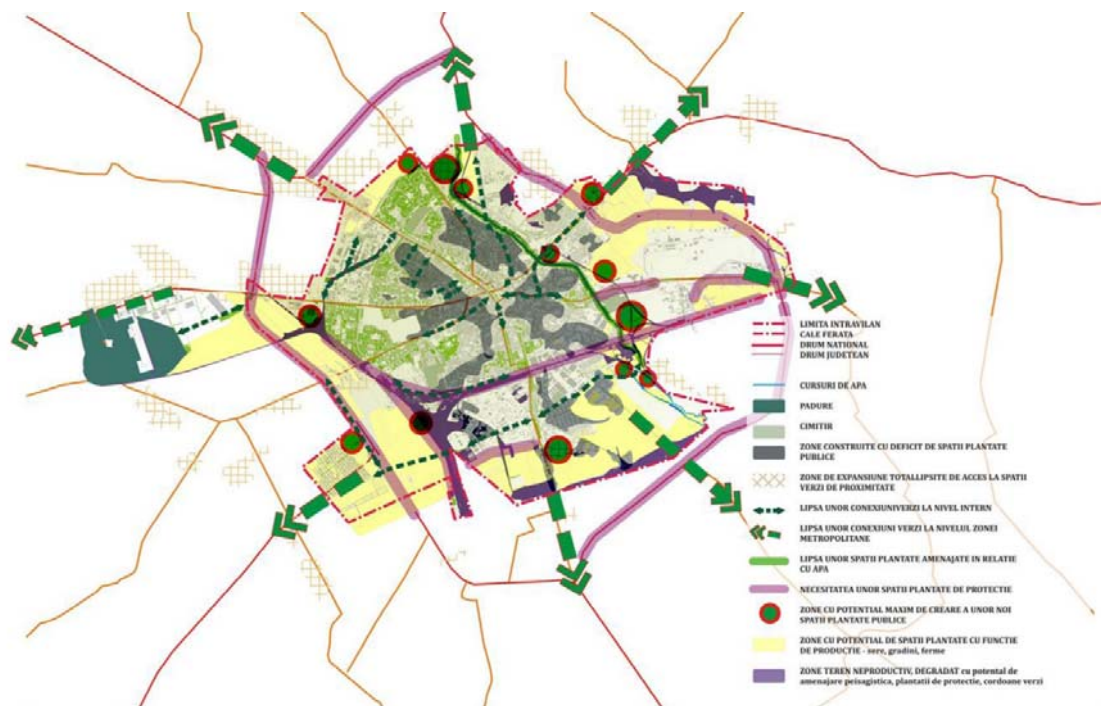 LIMITA INTRAVILAN
CALE FERATA
DRUM NATIONAL
DRUM JUDETEAN
CURSURI DE APA
PADURE
CIMITIR
ZONE CONSTRUITE CU DEFICIT DE SPATII PLANTATE
PUBLICE
ZONE DE EXPANSIUNE TOTALLIPSITE DE ACCES LA SPATII
VERZI DE PROXIMITATE
LIPSA UNOR CONEXIUNIVERZI LA NIVEL INTERN
LIPSA UNOR CONEXIUNI VERZI LA NIVELUL ZONEI
METROPOLITANE
LIPSA UNOR SPATII PLANTATE AMENAJATE IN RELATIE
CU APA
NECESITATEA UNOR SPATII PLANTATE DE PROTECTIE
ZONE CU POTENTIAL MAXIM DE CREARE A UNOR NOI
SPATII PLANTATE PUBLICE
ZONE CU POTENTIAL DE SPATII PLANTATE CU FUNCTIE
DE PRODUCTIE - sere, gradini, ferme
ZONE TEREN NEPRODUCTIV, DEGRADAT cu potental de
amenajare peisagistica, plantatii de protectie, cordoane verzi